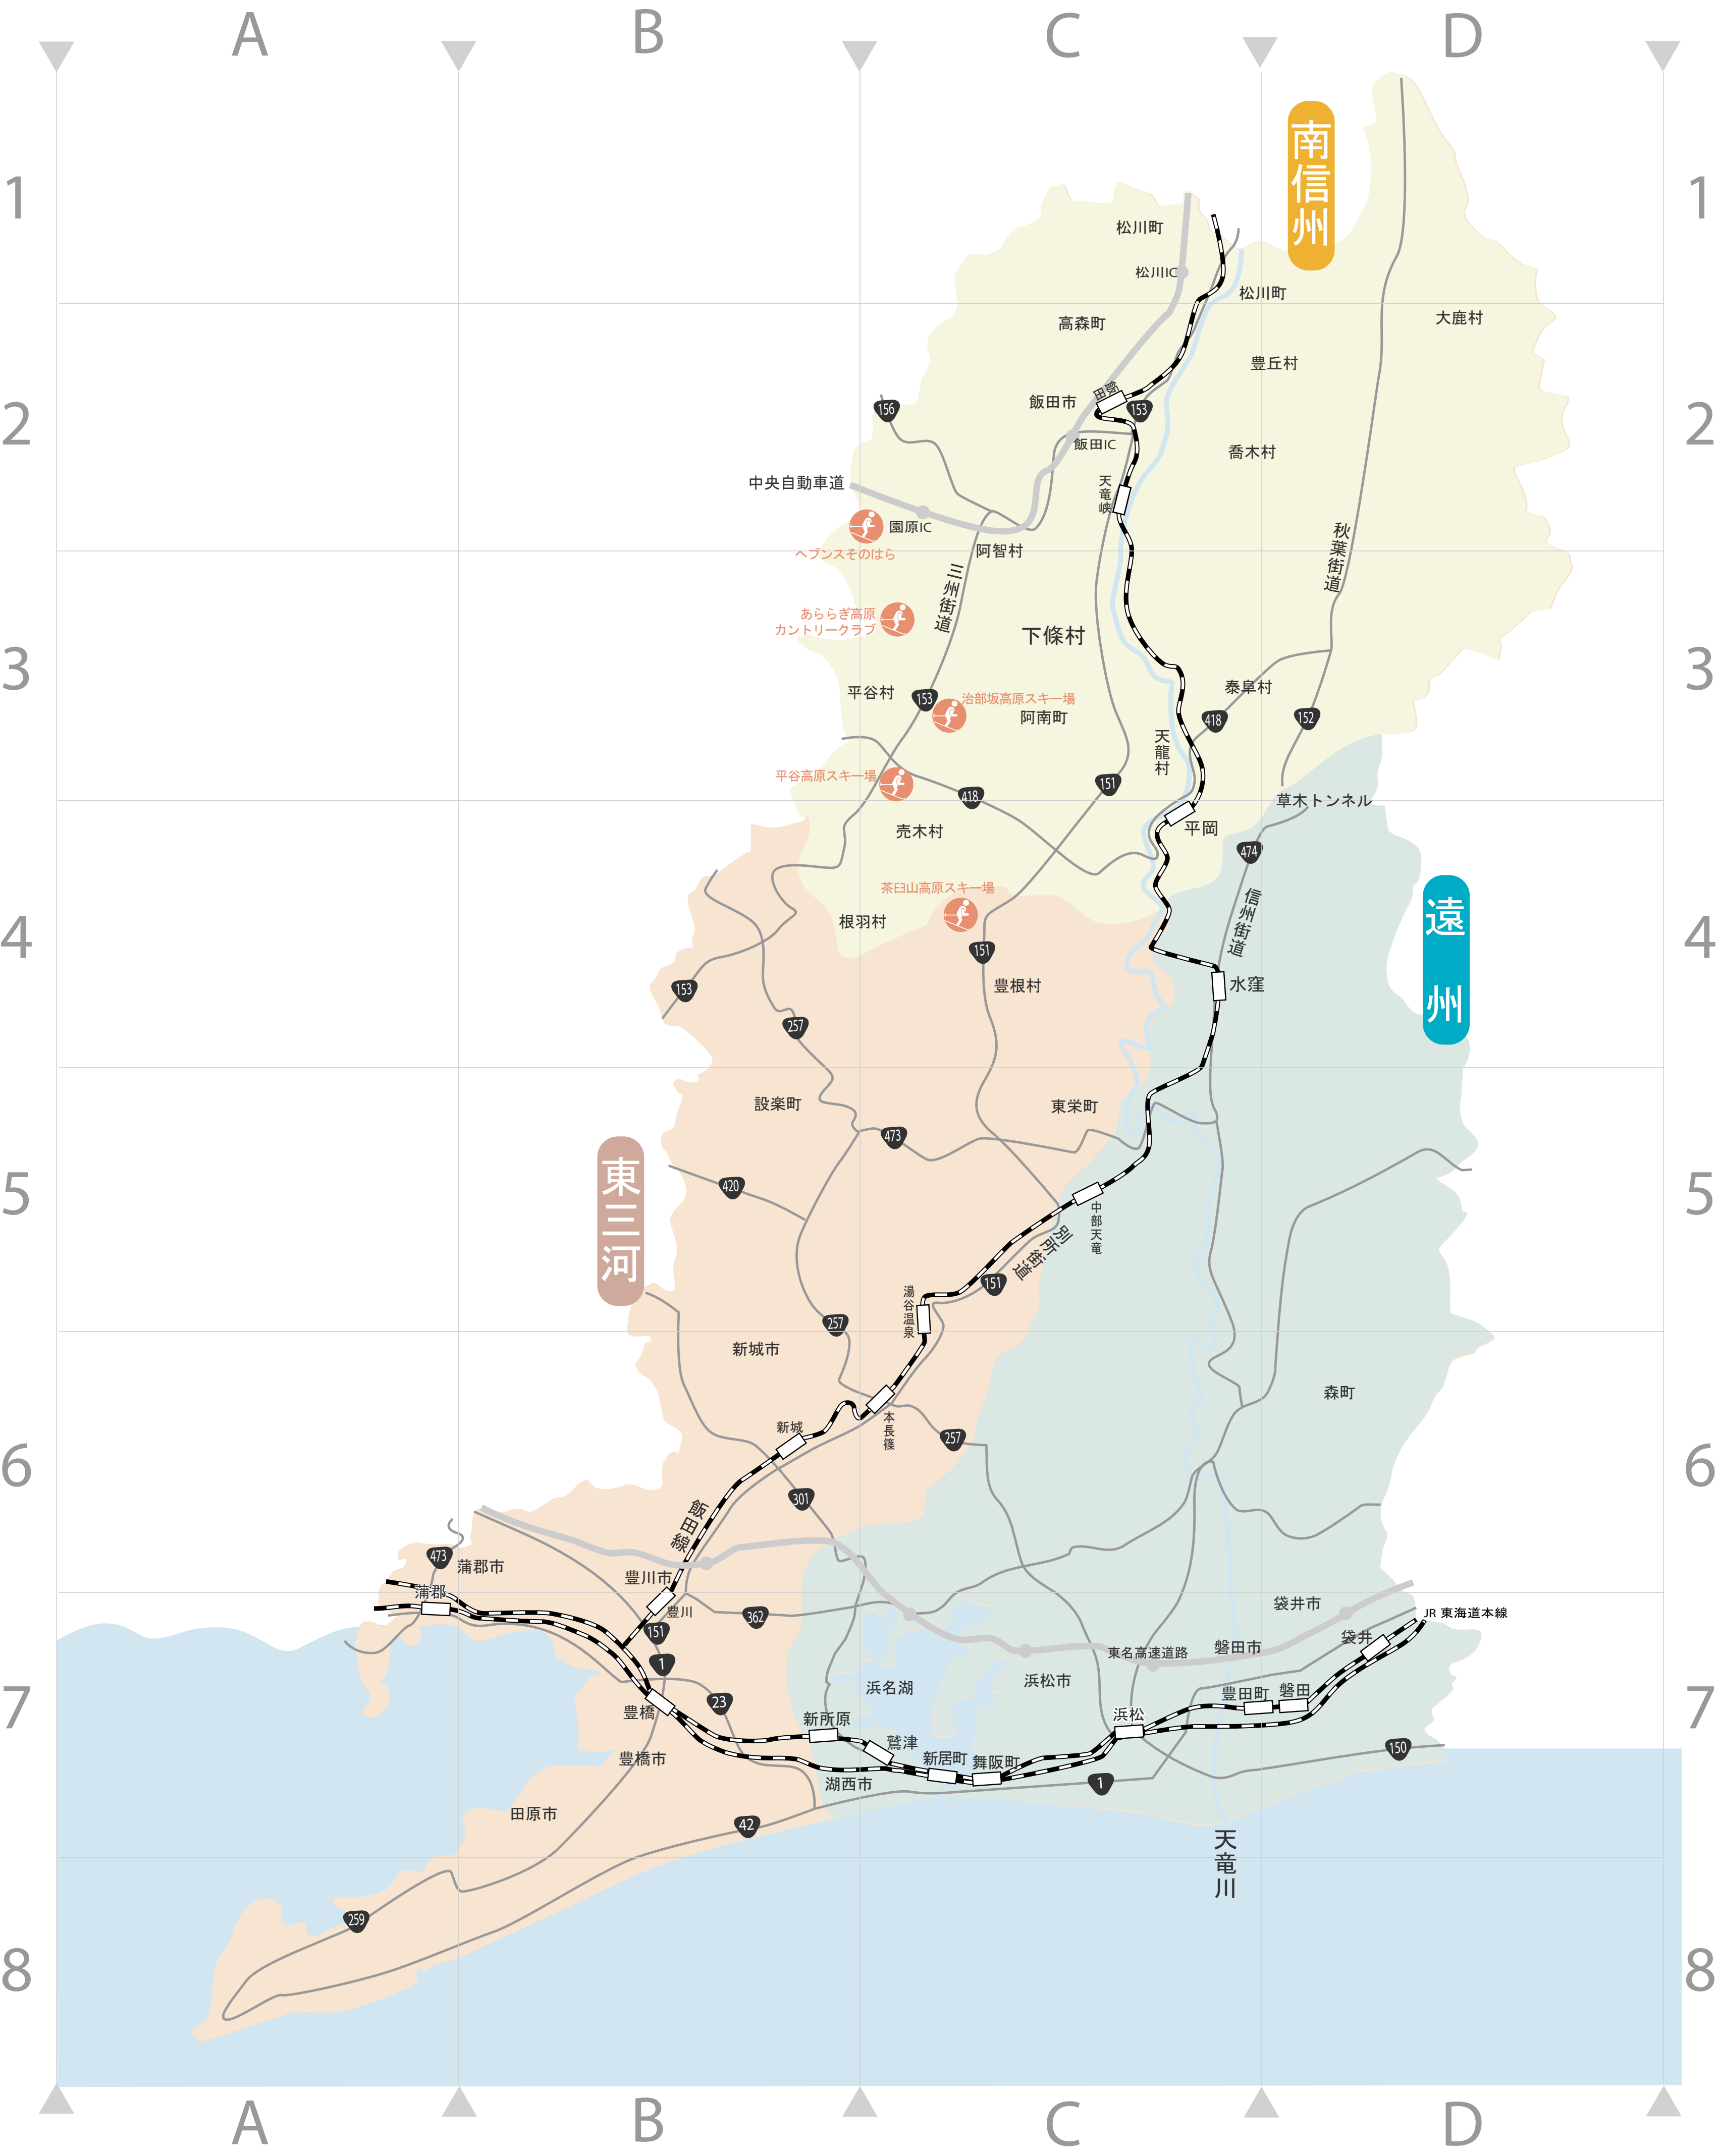 A
B
C
D
南信州
1
1
松川町
松川IC
松川町
高森町
大鹿村
豊丘村
飯田
飯田市
156
153
2
2
飯田IC
喬木村
中央自動車道
天竜峡
園原IC
ヘブンスそのはら
阿智村
秋葉街道
三州街道
あららぎ高原
カントリークラブ
下條村
3
3
平谷村
153
治部坂高原スキー場
阿南町
泰阜村
418
152
天龍村
平谷高原スキー場
418
151
草木トンネル
売木村
平岡
474
茶臼山高原スキー場
根羽村
信州街道
遠州
4
4
151
153
豊根村
水窪
257
設楽町
東栄町
473
東三河
420
5
5
中部天竜
別所街道
151
湯谷温泉
257
新城市
森町
本長篠
新城
257
6
6
301
飯田線
473
蒲郡市
豊川市
蒲郡
豊川
362
袋井市
JR 東海道本線
151
袋井
磐田市
東名高速道路
1
浜松市
浜名湖
豊田町
磐田
7
7
23
豊橋
新所原
浜松
鷲津
150
豊橋市
新居町
舞阪町
湖西市
1
田原市
42
天竜川
259
8
8
A
B
C
D